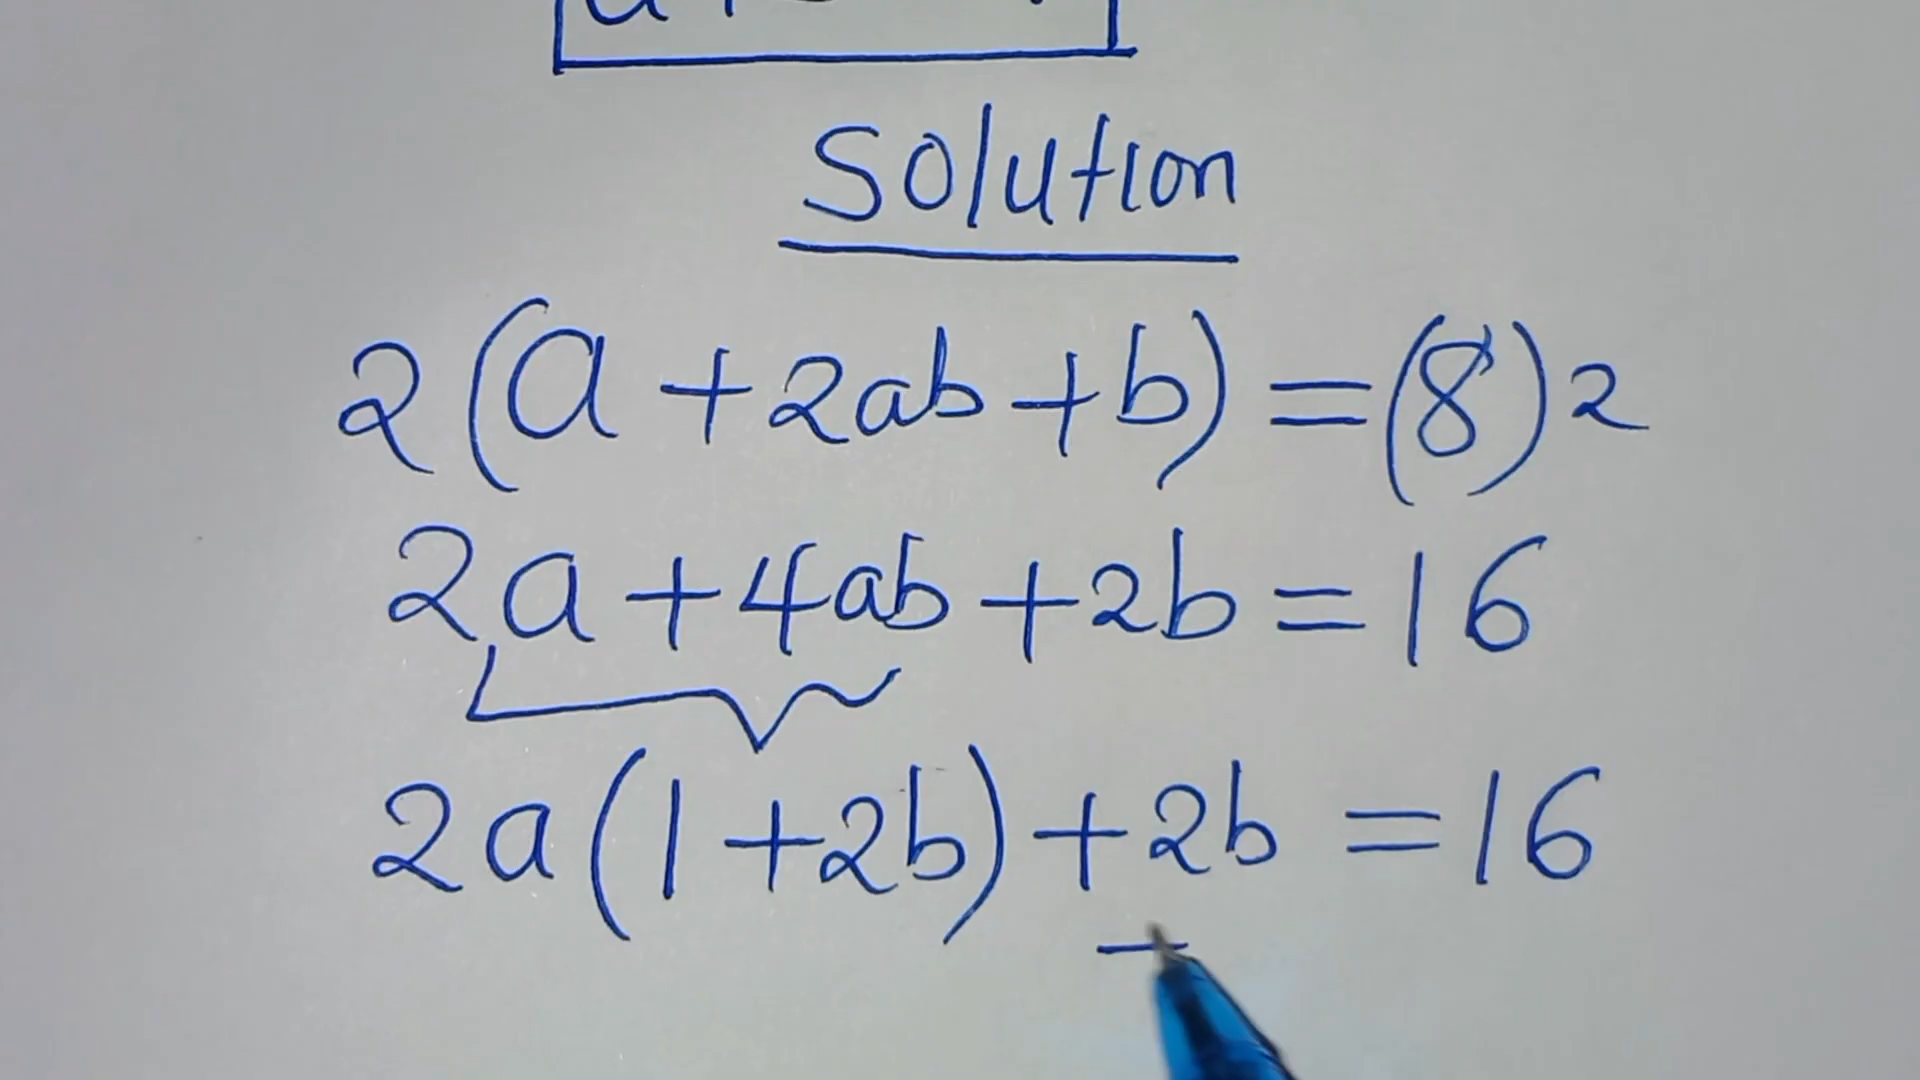 Solution
2(a + 2ab + b) = (8)2
2a + 4ab + 2b = 16
2a(1 + 2b) + 2b = 16